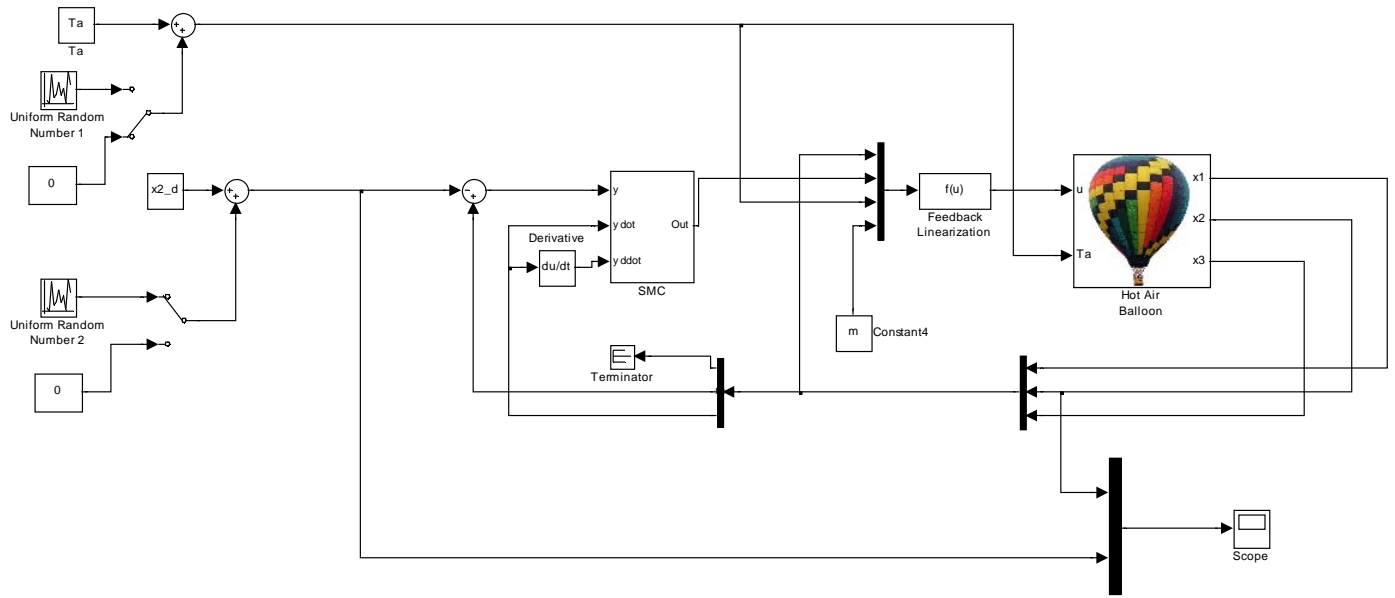 Ta
Ta
Uniform Random
Number 1
0
x2_d
Uniform Random
Number 2
0
y
y dot
y ddot
Out
SMC
Derivative
du/dt
Terminator
f(u)
Feedback
Linearization
m
Constant4
u
Ta
x1
x2
x3
Hot Air
Balloon
Scope